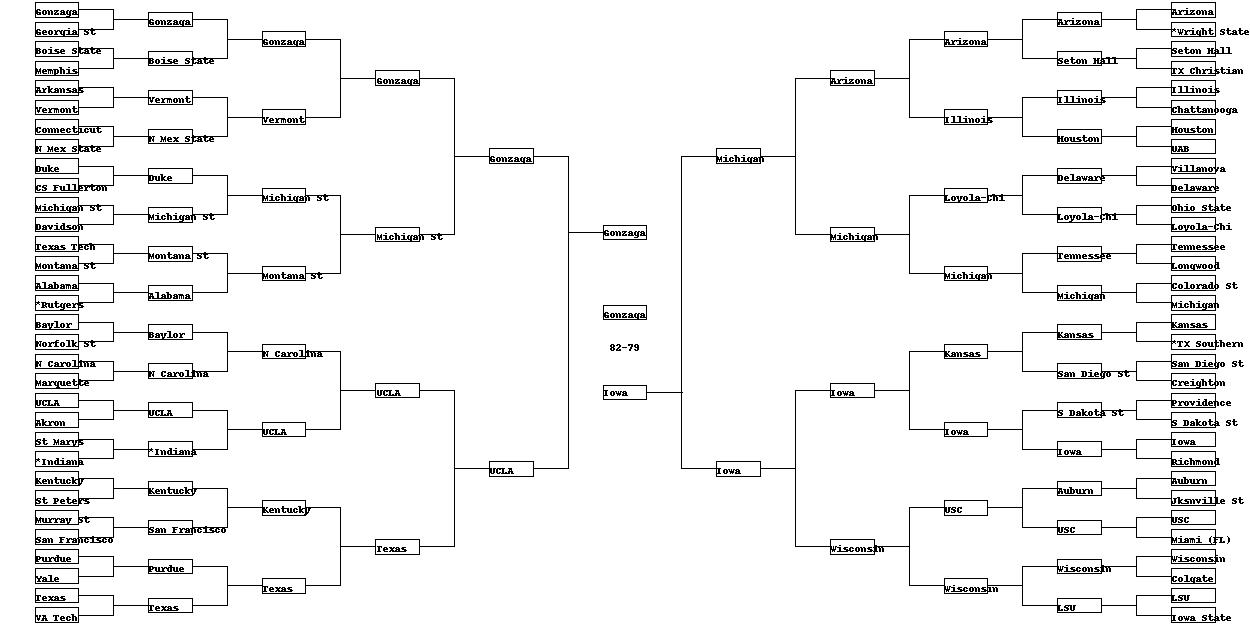 Gonzaga
Georgia St
Boise State
Memphis
Arkansas
Vermont
Connecticut
N Mex State
Duke
CS Fullerton
Michigan St
Davidson
Texas Tech
Montana St
Alabama
*Rutgers
Baylor
Norfolk St
N Carolina
Marquette
UCLA
Akron
St Marys
*Indiana
Kentucky
St Peters
Murray St
San Francisco
Purdue
Yale
Texas
VA Tech
Gonzaga
Boise State
Vermont
N Mex State
Duke
Michigan St
Montana St
Alabama
Baylor
N Carolina
UCLA
*Indiana
Kentucky
San Francisco
Purdue
Texas
Gonzaga
Vermont
Michigan St
Montana St
N Carolina
UCLA
Kentucky
Texas
Gonzaga
Michigan St
UCLA
Texas
Gonzaga
UCLA
Gonzaga
Gonzaga
82-79
Iowa
Michigan
Iowa
Arizona
Michigan
Iowa
Wisconsin
Arizona
Illinois
Loyola-Chi
Michigan
Kansas
Iowa
USC
Wisconsin
Arizona
Seton Hall
Illinois
Houston
Delaware
Loyola-Chi
Tennessee
Michigan
Kansas
San Diego St
S Dakota St
Iowa
Auburn
USC
Wisconsin
LSU
Arizona
*Wright State
Seton Hall
TX Christian
Illinois
Chattanooga
Houston
UAB
Villanova
Delaware
Ohio State
Loyola-Chi
Tennessee
Longwood
Colorado St
Michigan
Kansas
*TX Southern
San Diego St
Creighton
Providence
S Dakota St
Iowa
Richmond
Auburn
Jksnville St
USC
Miami (FL)
Wisconsin
Colgate
LSU
Iowa State